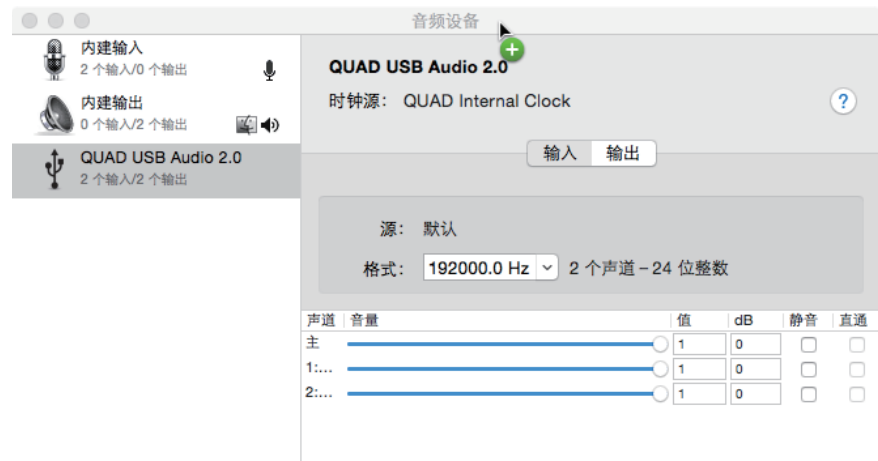 音频设备
内建输入
2 个输入/0 个输出
内建输出
0 个输入/2 个输出
QUAD USB Audio 2.0
2 个输入/2 个输出
QUAD USB Audio 2.0
时钟源： QUAD Internal Clock
?
输入 输出
源： 默认
格式： 192000.0 Hz 2 个声道 – 24 位整数
声道 音量 值 dB 静音 直通
主 1 0
1:... 1 0
2:... 1 0